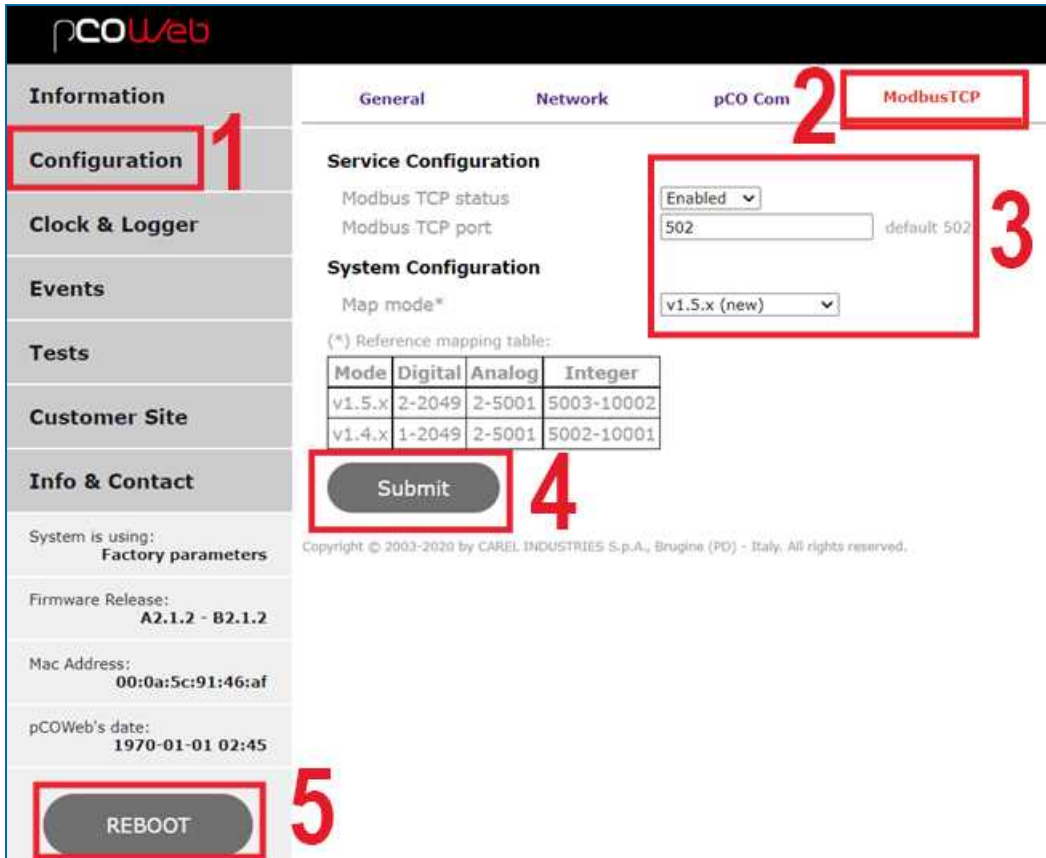 pCOWeb
Information
Configuration
1
Clock & Logger
Events
Tests
Customer Site
Info & Contact
System is using:
Factory parameters
Firmware Release:
A2.1.2 - B2.1.2
Mac Address:
00:0a:5c:91:46:af
pCOWeb's date:
1970-01-01 02:45
REBOOT
5
General Network pCO Com 2 ModbusTCP
Service Configuration
Modbus TCP status Enabled
Modbus TCP port 502 default 502
3
System Configuration
Map mode* v1.5.x (new)
(*) Reference mapping table:
Mode Digital Analog Integer
v1.5.x 2-2049 2-5001 5003-10002
v1.4.x 1-2049 2-5001 5002-10001
Submit
4
Copyright © 2003-2020 by CAREL INDUSTRIES S.p.A., Brugine (PD) - Italy. All rights reserved.